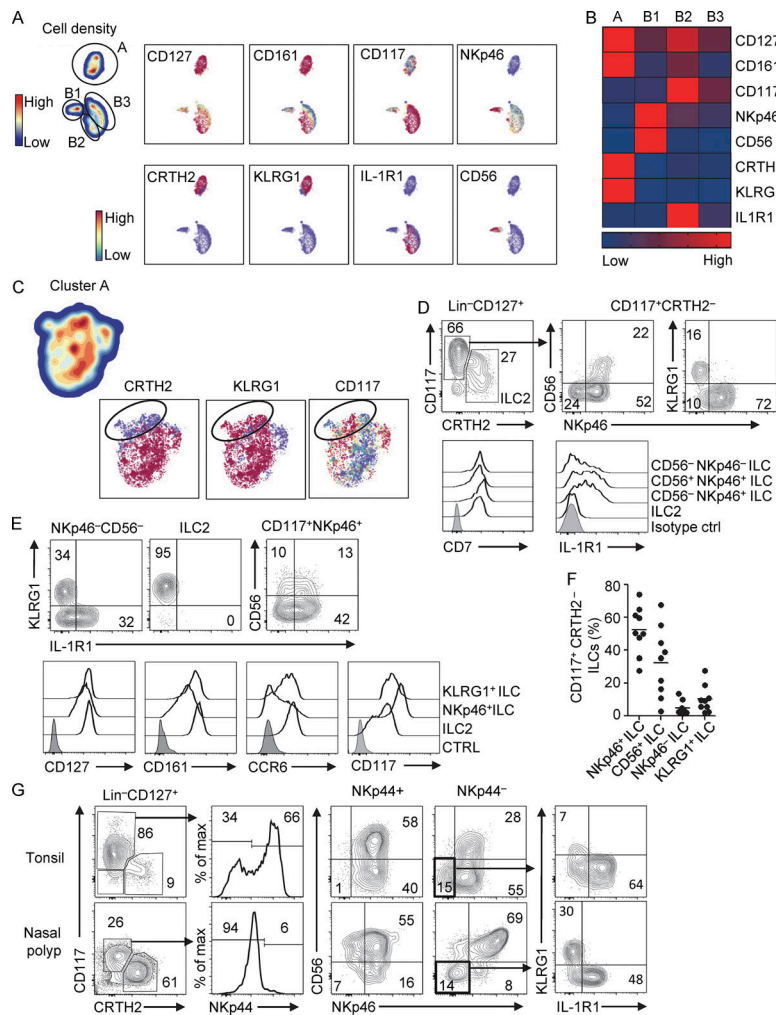 A
Cell density
A
B1
B3
B2
High
Low
CD127
CD161
CD117
NKp46
CRTH2
KLRG1
IL-1R1
CD56
High
Low
B
A B1 B2 B3
CD127
CD161
CD117
NKp46
CD56
CRTH
KLRG
IL1R1
Low High
C
Cluster A
CRTH2 KLRG1 CD117
D
Lin–CD127+
CD117+CRTH2–
66
27
ILC2
CD117
CRTH2
22
24 52
CD56
NKp46
16
10 72
KLRG1
CD56– NKp46– ILC
CD56+ NKp46+ ILC
CD56– NKp46+ ILC
ILC2
Isotype ctrl
CD7 IL-1R1
E
NKp46–CD56– ILC2 CD117+NKp46+
34
32
95
0
10 13
42
KLRG1
CD56
IL-1R1
KLRG1+ ILC
NKp46+ILC
ILC2
CTRL
CD127 CD161 CCR6 CD117
F
CD117+ CRTH2–
ILCs (%)
80
60
40
20
0
NKp46+ ILC
CD56+ ILC
NKp46– ILC
KLRG1+ ILC
G
Lin–CD127+
NKp44+ NKp44–
Tonsil
86
9
34 66
% of max
58
1 40
28
15 55
7
64
Nasal
polyp
26
61
94 6
% of max
55
7 16
69
14 8
30
48
CD117
CRTH2
NKp44
CD56
NKp46
KLRG1
IL-1R1